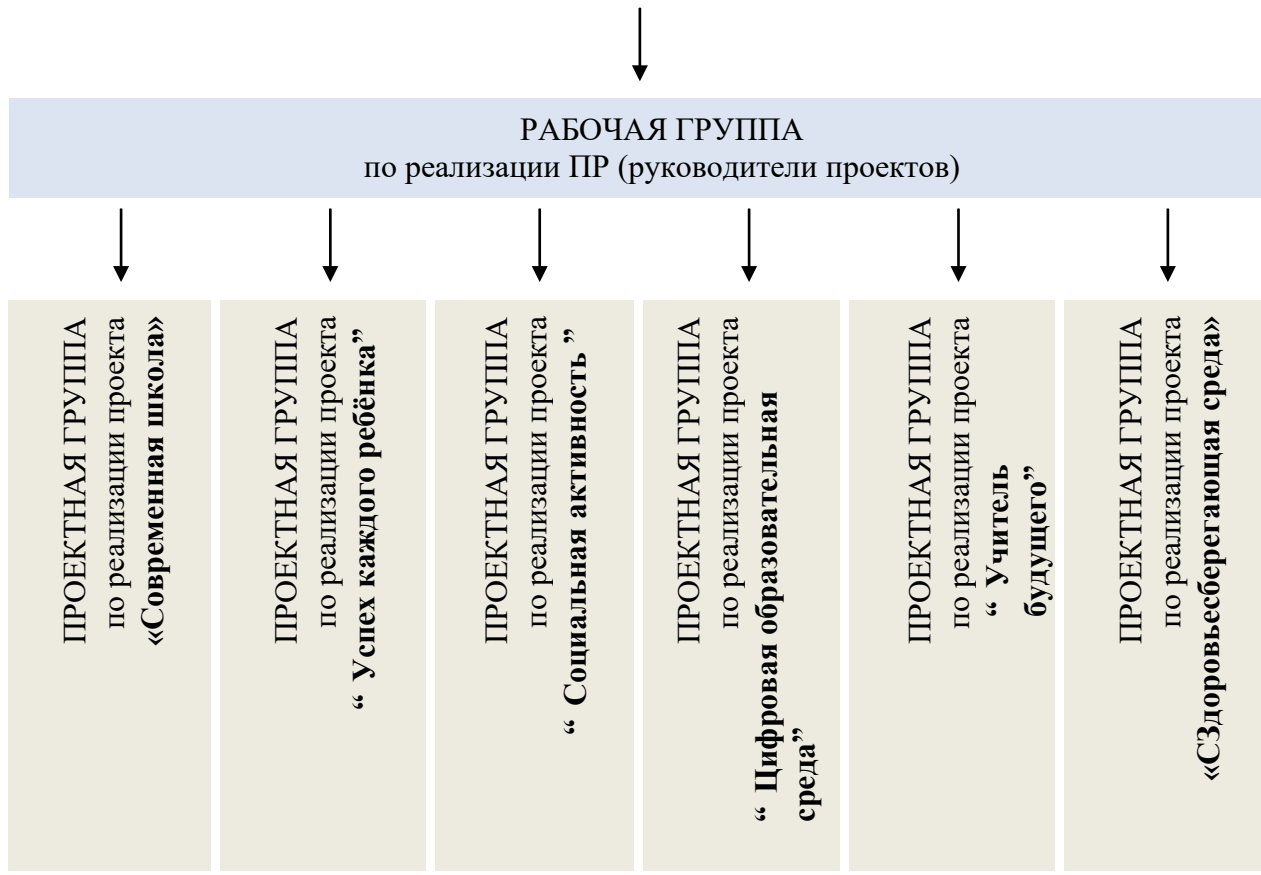 РАБОЧАЯ ГРУППА
по реализации ПР (руководители проектов)
ПРОЕКТНАЯ ГРУППА
по реализации проекта
«Современная школа»
ПРОЕКТНАЯ ГРУППА
по реализации проекта
“ Успех каждого ребёнка”
ПРОЕКТНАЯ ГРУППА
по реализации проекта
“ Социальная активность ”
ПРОЕКТНАЯ ГРУППА
по реализации проекта
“ Цифровая образовательная
среда”
ПРОЕКТНАЯ ГРУППА
по реализации проекта
“ Учитель
будущего”
ПРОЕКТНАЯ ГРУППА
по реализации проекта
«СЗдоровьесберегающая среда»